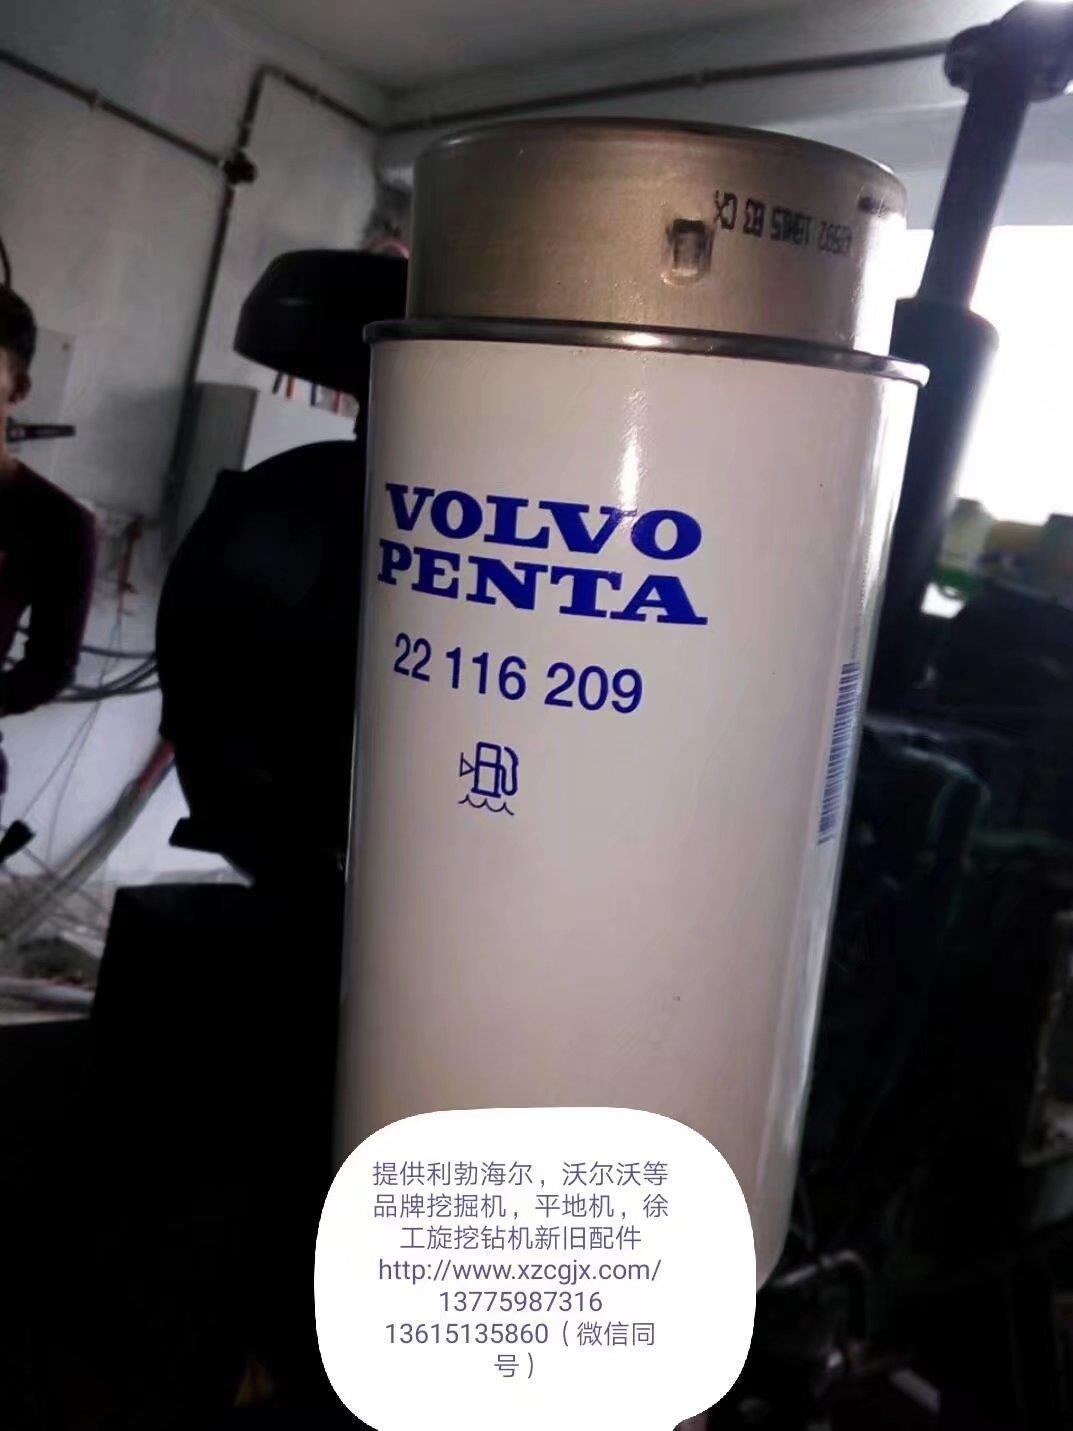 VOLVO
PENTA
22 116 209
提供利勃海尔，沃尔沃等
品牌挖掘机，平地机，徐
工旋挖钻机新旧配件
http://www.xzcgjx.com/
13775987316
13615135860（微信同
号）